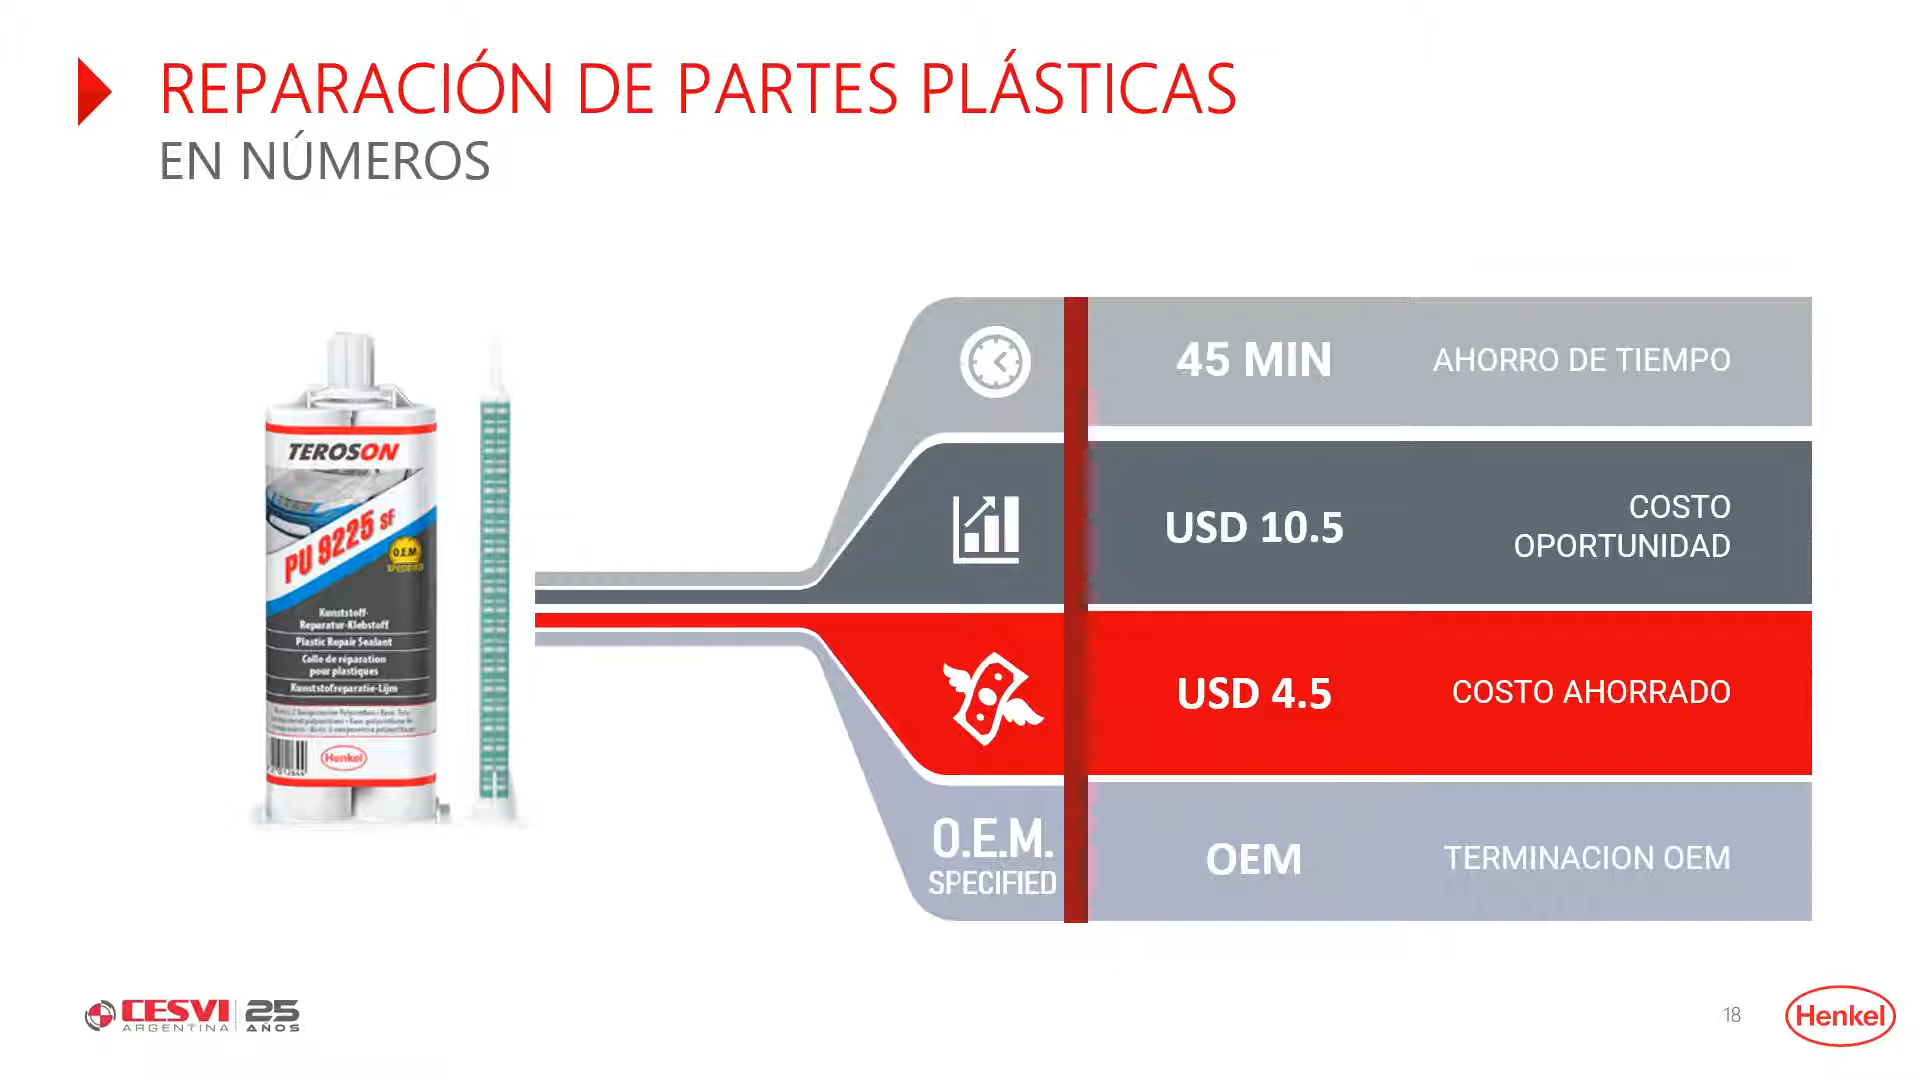 REPARACIÓN DE PARTES PLÁSTICAS
EN NÚMEROS
TEROSON
PU 9225 SF
O.E.M.
SPECIFIED
Kunststoff-
Reparatur-Klebstoff
Plastic Repair Sealant
Colle de réparation
pour plastiques
Kunststofreparatie-Lijm
Henkel
45 MIN
AHORRO DE TIEMPO
USD 10.5
COSTO
OPORTUNIDAD
USD 4.5
COSTO AHORRADO
O.E.M.
SPECIFIED
OEM
TERMINACION OEM
CESVI
ARGENTINA
25
AÑOS
18
Henkel